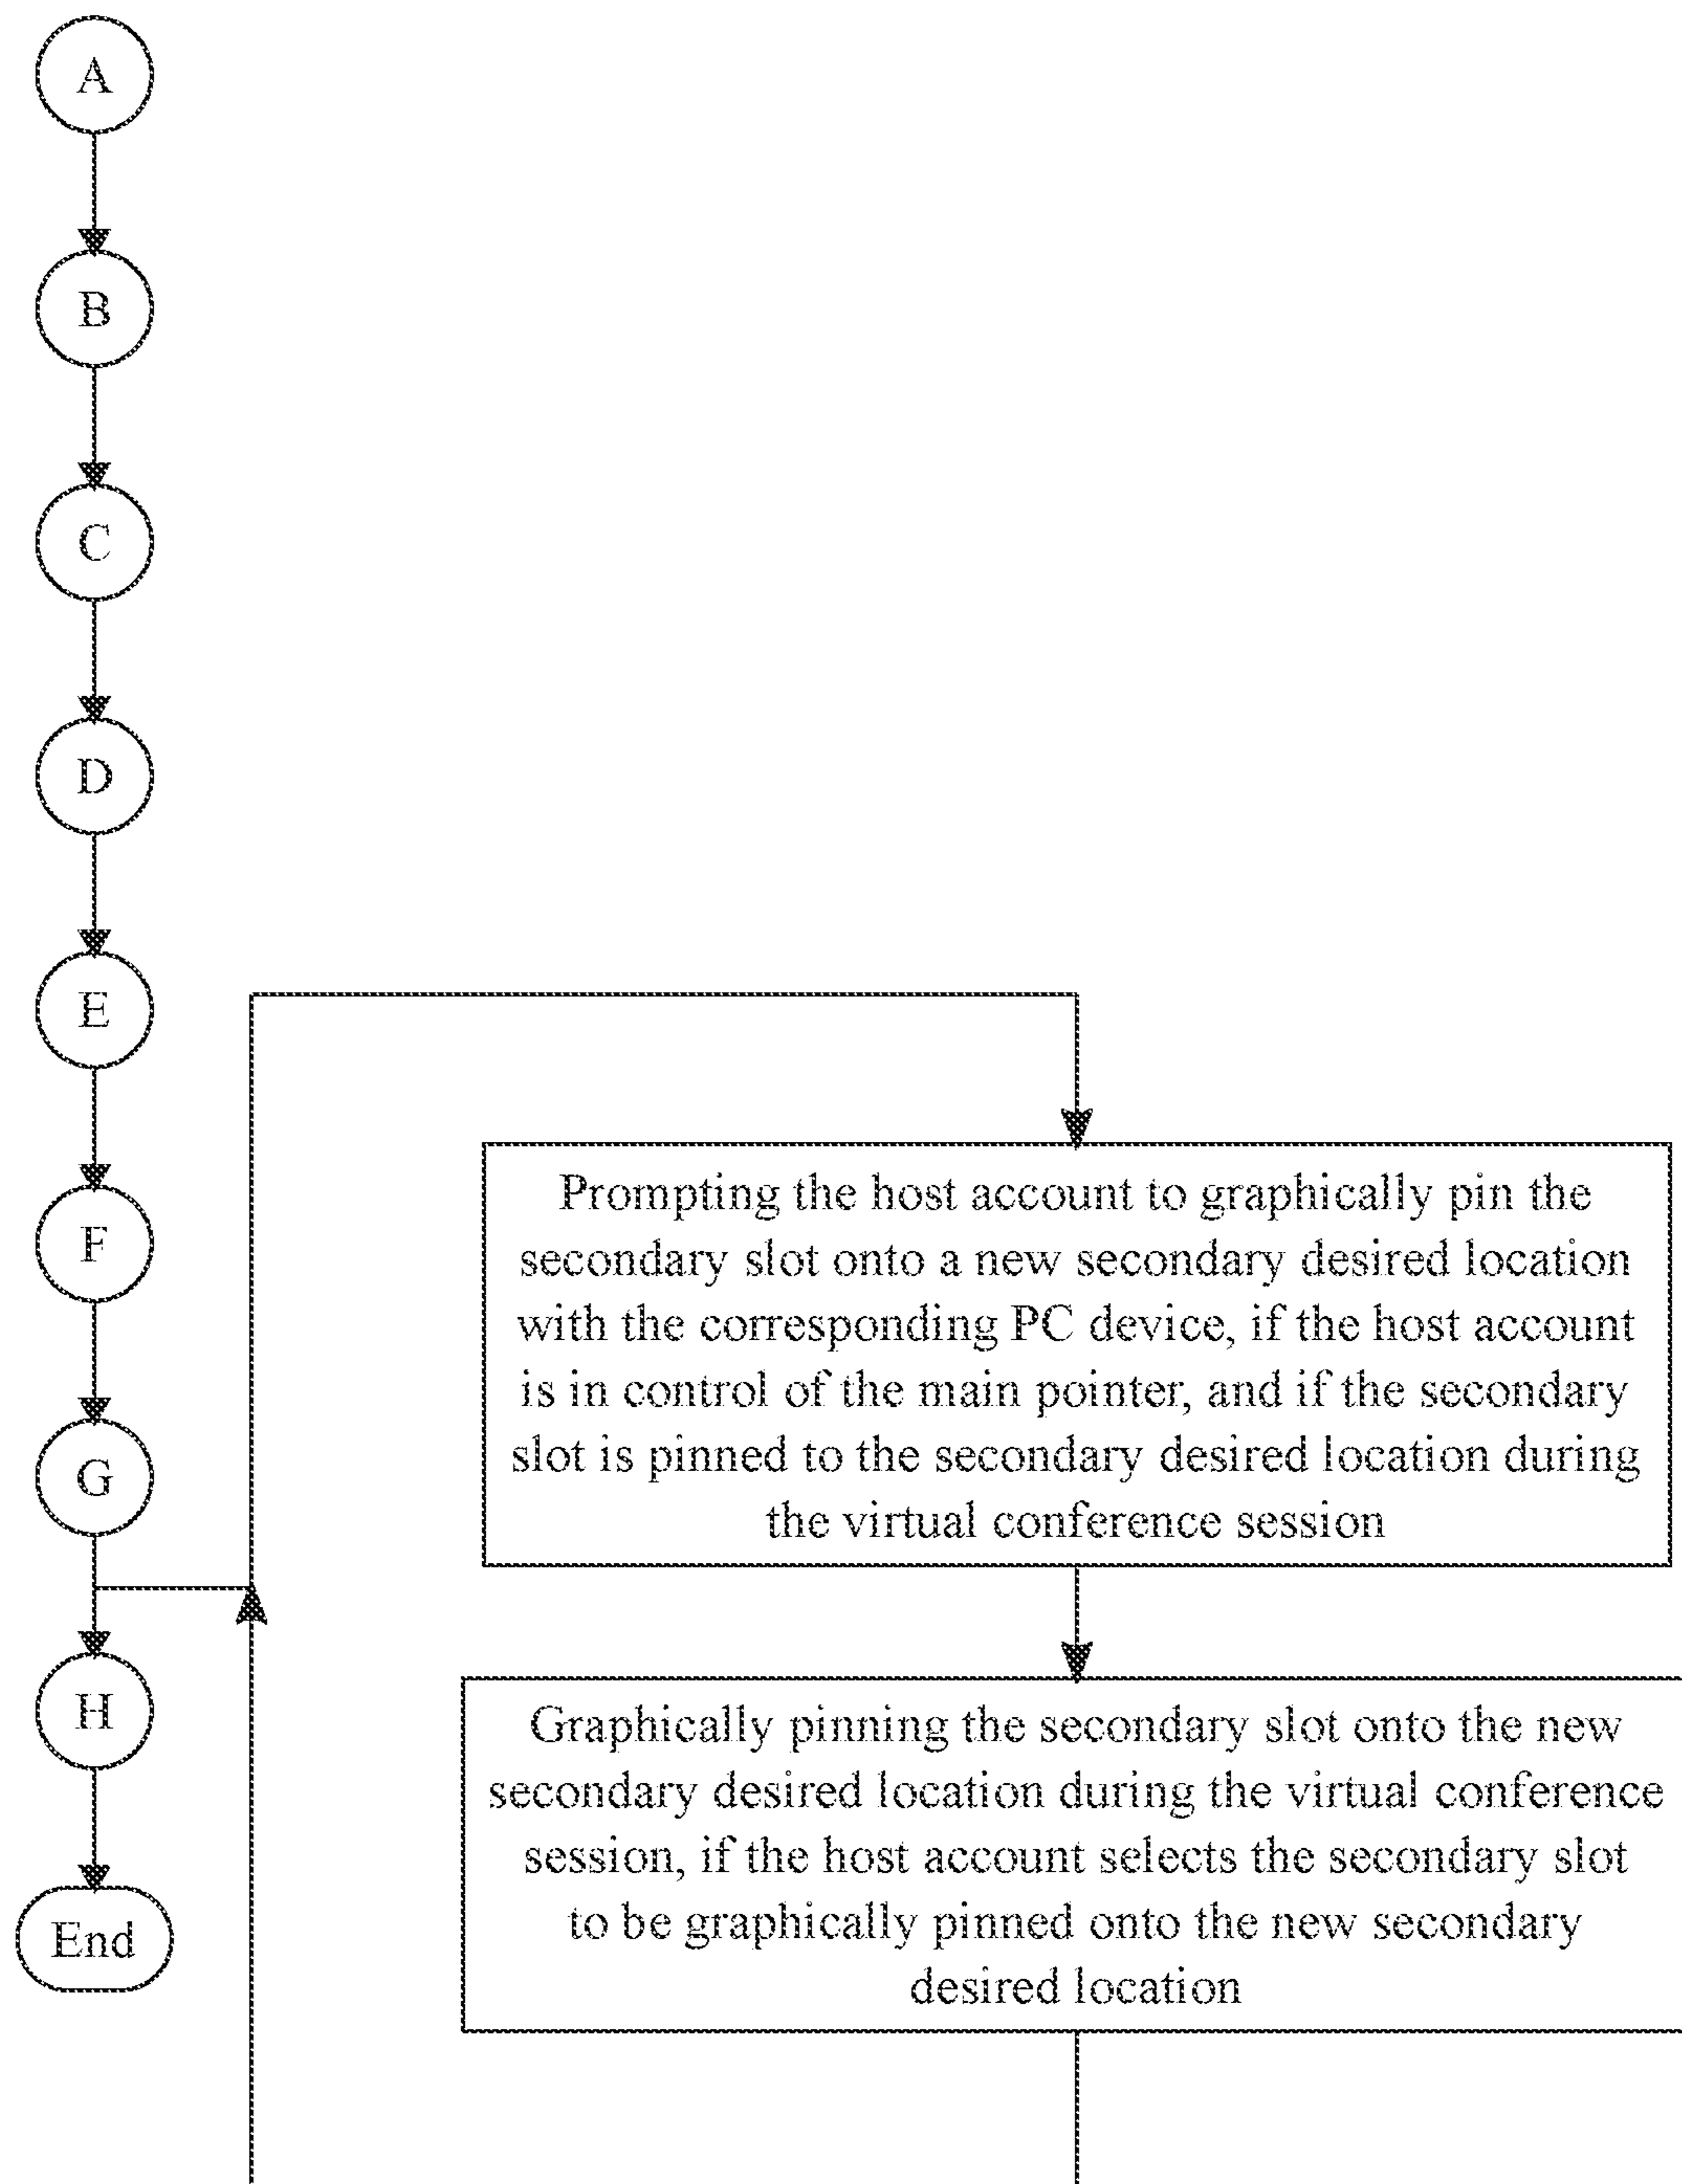 A
B
C
D
E
F
G
H
End
Prompting the host account to graphically pin the
secondary slot onto a new secondary desired location
with the corresponding PC device, if the host account
is in control of the main pointer, and if the secondary
slot is pinned to the secondary desired location during
the virtual conference session
Graphically pinning the secondary slot onto the new
secondary desired location during the virtual conference
session, if the host account selects the secondary slot
to be graphically pinned onto the new secondary
desired location